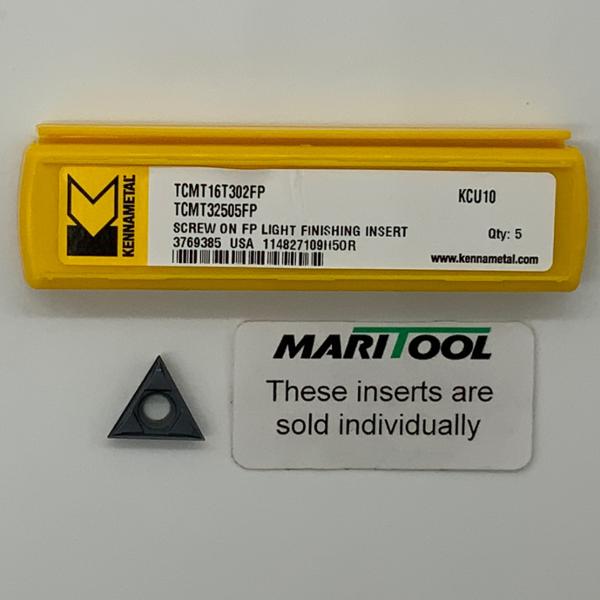 KENNAMETAL
TCMT16T302FP
TCMT32505FP
KCU10
SCREW ON FP LIGHT FINISHING INSERT
Qty: 5
3769385 USA 114827109H50R
www.kennametal.com
MARITOOL
These inserts are
sold individually